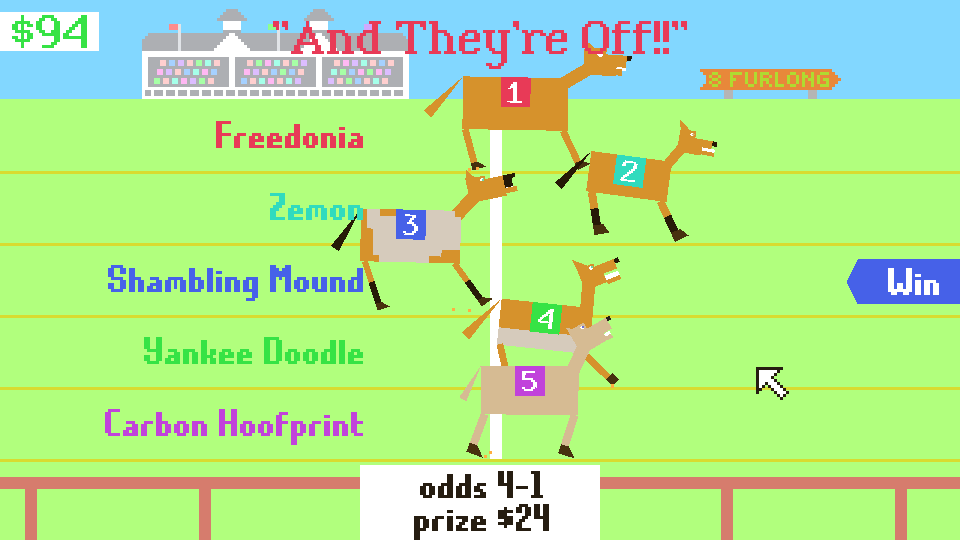 $94
"And They're Off!!"
8 FURLONG
1
Freedonia
2
Zemon
3
Shambling Mound
Win
4
Yankee Doodle
5
Carbon Hoofprint
odds 4-1
prize $24